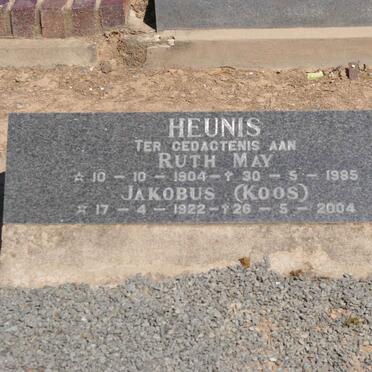 HEUNIS
TER GEDAGTENIS AAN
RUTH MAY
☆ 10 - 10 - 1904 - ✝ 30 - 5 - 1985
JAKOBUS (KOOS)
☆ 17 - 4 - 1922 - ✝ 26 - 5 - 2004